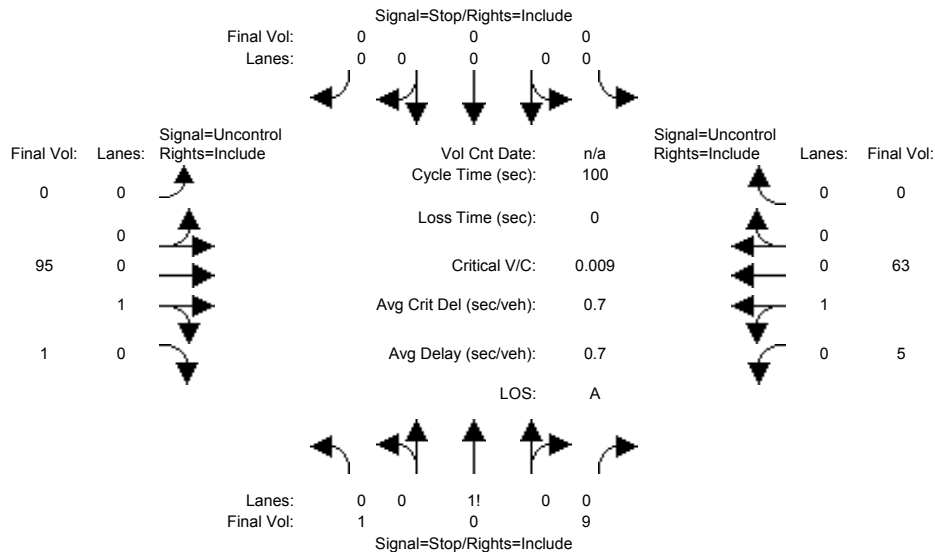 Signal=Stop/Rights=Include
Final Vol: 0 0 0
Lanes: 0 0 0 0 0
Signal=Uncontrol Signal=Uncontrol
Final Vol: Lanes: Rights=Include Vol Cnt Date: n/a Rights=Include Lanes: Final Vol:
Cycle Time (sec): 100
0 0 0 0
Loss Time (sec): 0
0 0
95 0 Critical V/C: 0.009 0 63
1 Avg Crit Del (sec/veh): 0.7 1
1 0 Avg Delay (sec/veh): 0.7 0 5
LOS: A
Lanes: 0 0 1! 0 0
Final Vol: 1 0 9
Signal=Stop/Rights=Include